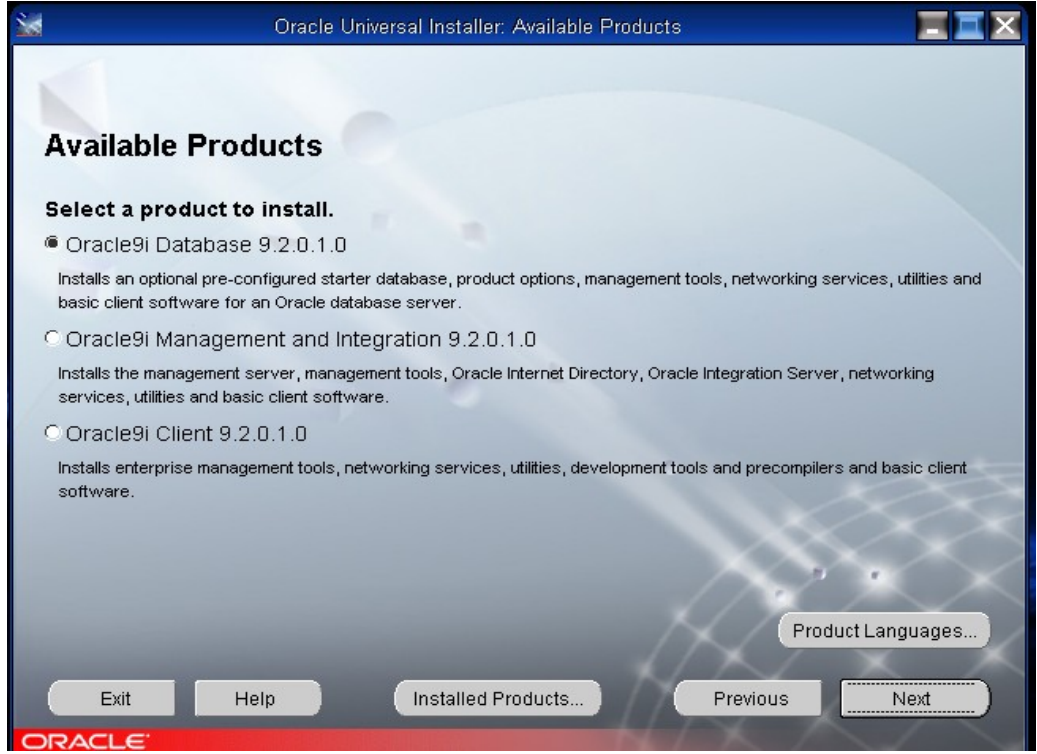 Oracle Universal Installer: Available Products
Available Products
Select a product to install.
Oracle9i Database 9.2.0.1.0
Installs an optional pre-configured starter database, product options, management tools, networking services, utilities and
basic client software for an Oracle database server.
Oracle9i Management and Integration 9.2.0.1.0
Installs the management server, management tools, Oracle Internet Directory, Oracle Integration Server, networking
services, utilities and basic client software.
Oracle9i Client 9.2.0.1.0
Installs enterprise management tools, networking services, utilities, development tools and precompilers and basic client
software.
Product Languages...
Exit Help Installed Products... Previous Next
ORACLE